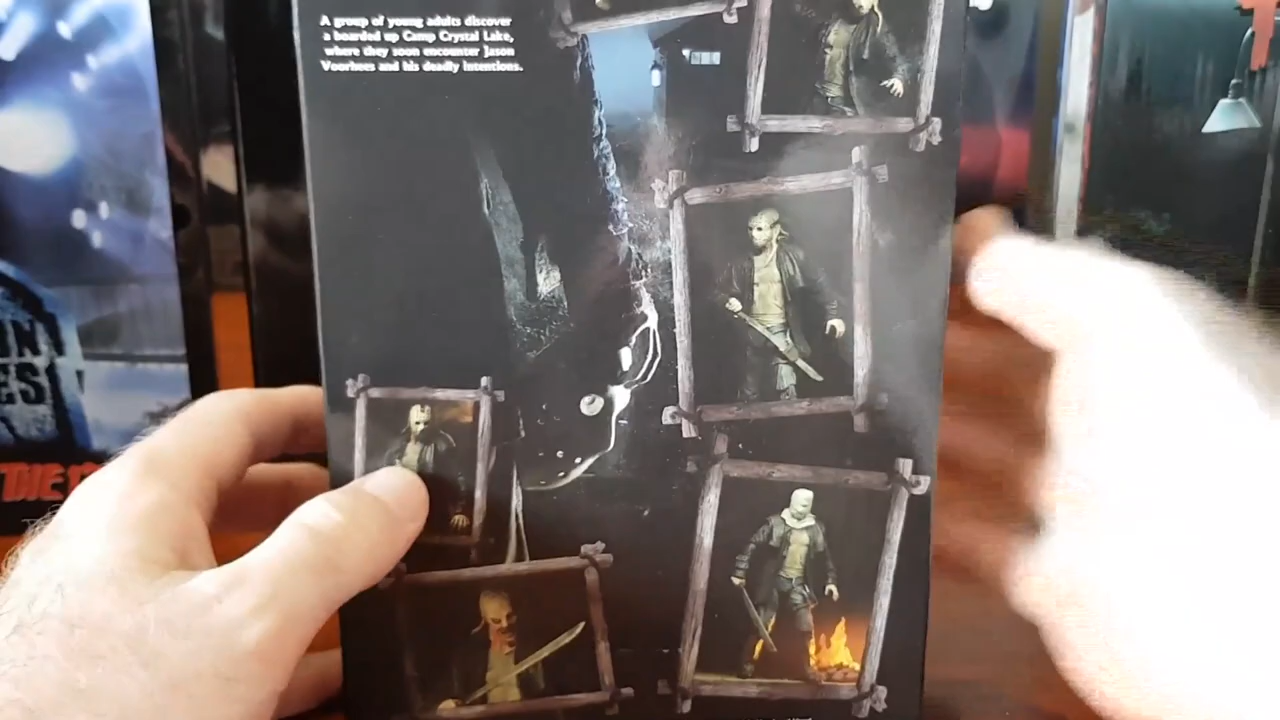 A group of young adults discover
a boarded up Camp Crystal Lake,
where they soon encounter Jason
Voorhees and his deadly intentions.
DIE